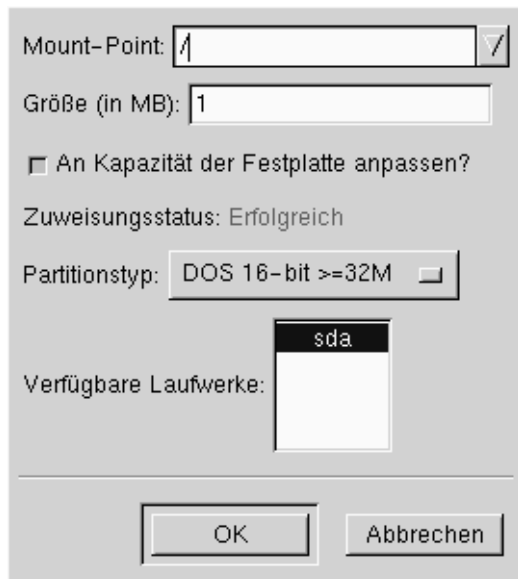 Mount-Point: /
Größe (in MB): 1
An Kapazität der Festplatte anpassen?
Zuweisungsstatus: Erfolgreich
Partitionstyp: DOS 16-bit >=32M
sda
Verfügbare Laufwerke:
OK Abbrechen